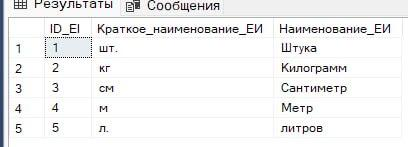 Результаты Сообщения
ID_EI Краткое_наименование_ЕИ Наименование_ЕИ
1 1 шт. Штука
2 2 кг Килограмм
3 3 см Сантиметр
4 4 м Метр
5 5 л. литров